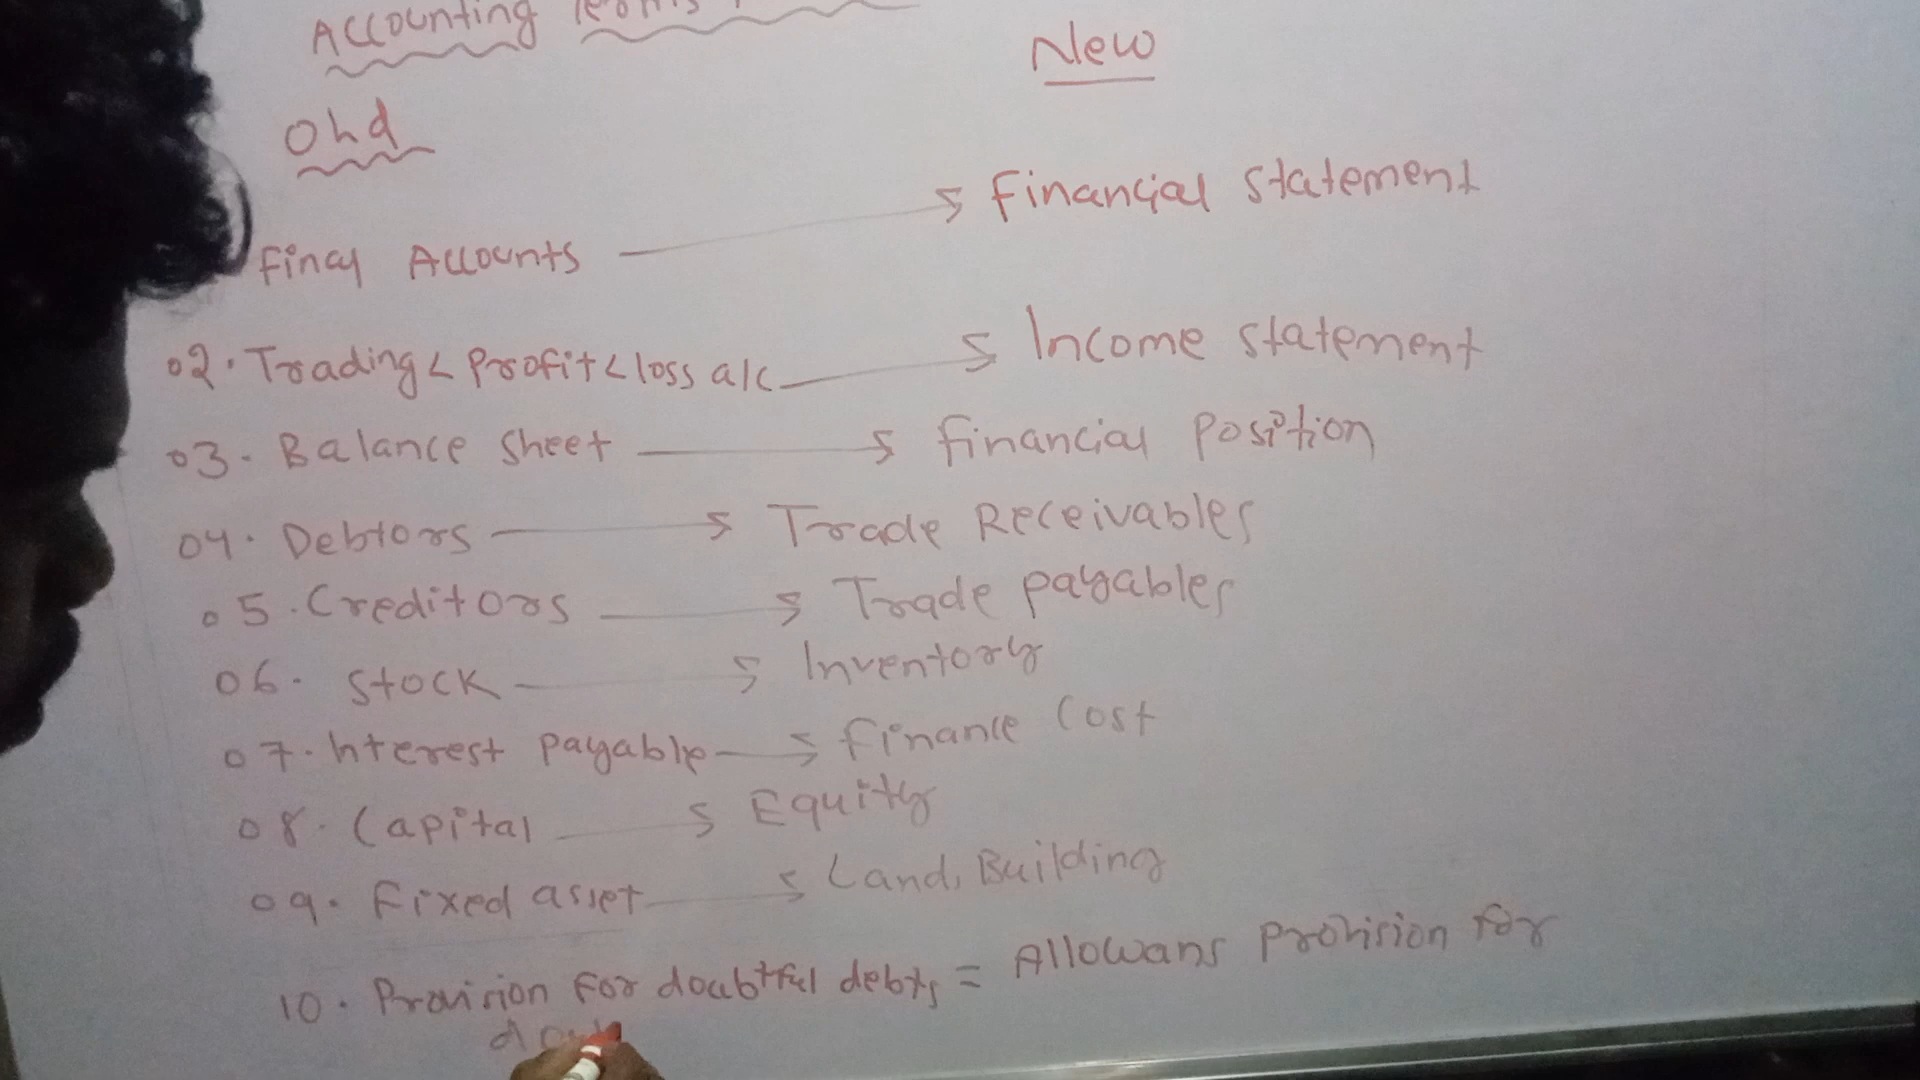 Accounting Terms
New
Old
Final Accounts → Financial Statement
02. Trading & Profit & loss a/c → Income statement
03. Balance Sheet → financial Position
04. Debtors → Trade Receivables
05. Creditors → Trade payables
06. Stock → Inventory
07. Interest payable → finance Cost
08. Capital → Equity
09. Fixed asset → Land, Building
10. Provision for doubtful debts = Allowans provision for